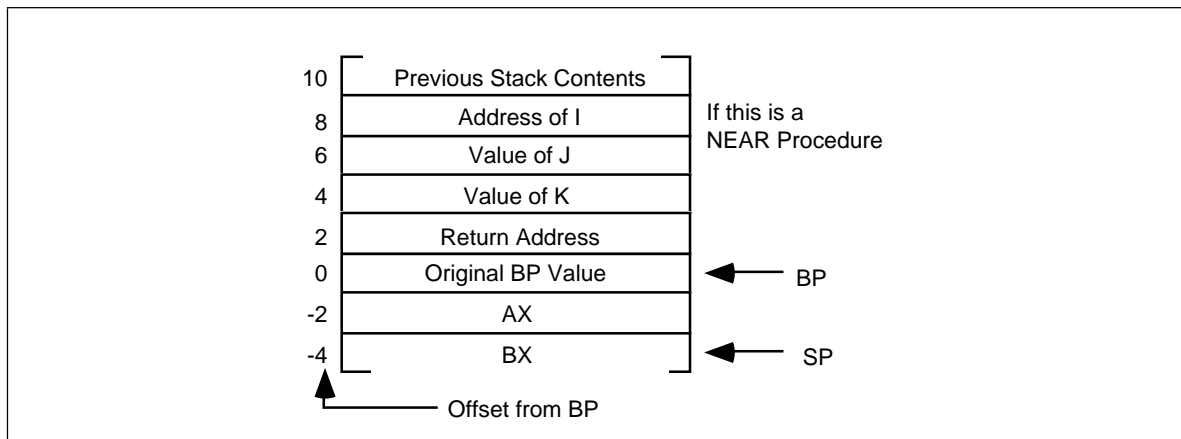 10 Previous Stack Contents
8 Address of I
If this is a
NEAR Procedure
6 Value of J
4 Value of K
2 Return Address
0 Original BP Value
BP
-2 AX
-4 BX
SP
Offset from BP